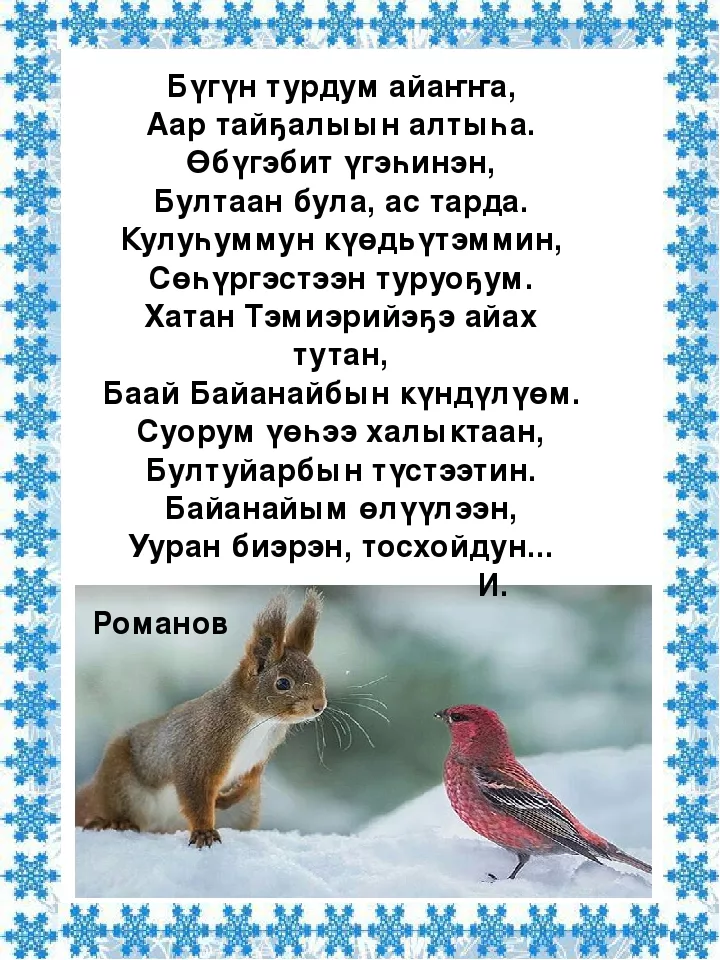 Бүгүн турдум айаҥҥа,
Аар тайҕалыын алтыһа.
Өбүгэбит үгэһинэн,
Бултаан була, ас тарда.
Кулуһуммун күөдьүтэммин,
Сөһүргэстээн туруоҕум.
Хатан Тэмиэрийэҕэ айах
тутан,
Баай Байанайбын күндүлүөм.
Суорум үөһээ халыктаан,
Бултуйарбын түстээтин.
Байанайым өлүүлээн,
Ууран биэрэн, тосхойдун...
И.
Романов